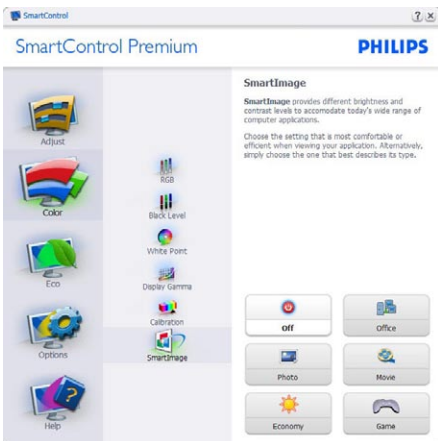 SmartControl
SmartControl Premium
PHILIPS
Adjust
Color
Eco
Options
Help
RGB
Black Level
White Point
Display Gamma
Calibration
SmartImage
SmartImage
SmartImage provides different brightness and
contrast levels to accomodate today's wide range of
computer applications.
Choose the setting that is most comfortable or
efficient when viewing your application. Alternatively,
simply choose the one that best describes its type.
Off
Office
Photo
Movie
Economy
Game